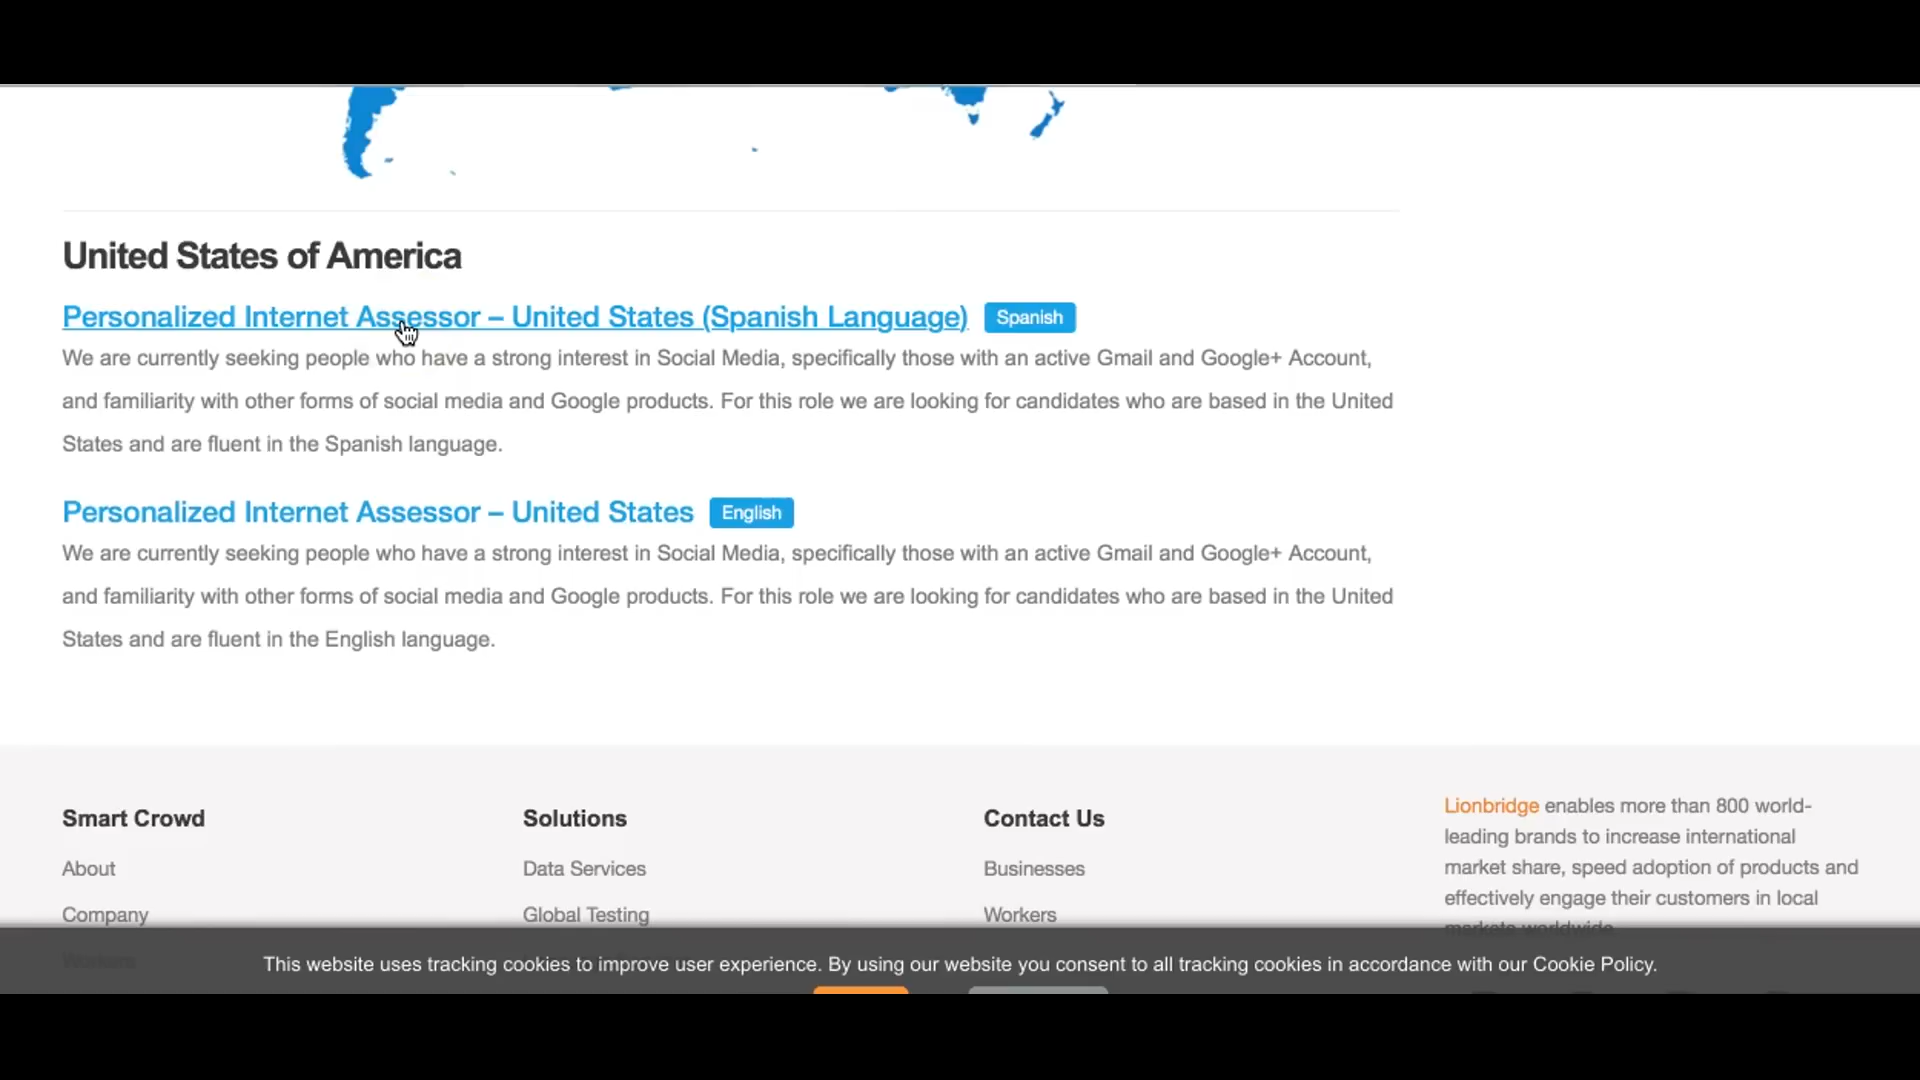 United States of America
Personalized Internet Assessor – United States (Spanish Language) Spanish
We are currently seeking people who have a strong interest in Social Media, specifically those with an active Gmail and Google+ Account,
and familiarity with other forms of social media and Google products. For this role we are looking for candidates who are based in the United
States and are fluent in the Spanish language.
Personalized Internet Assessor – United States English
We are currently seeking people who have a strong interest in Social Media, specifically those with an active Gmail and Google+ Account,
and familiarity with other forms of social media and Google products. For this role we are looking for candidates who are based in the United
States and are fluent in the English language.
Smart Crowd
About
Company
Workers
Solutions
Data Services
Global Testing
Contact Us
Businesses
Workers
Lionbridge enables more than 800 world-
leading brands to increase international
market share, speed adoption of products and
effectively engage their customers in local
markets worldwide.
This website uses tracking cookies to improve user experience. By using our website you consent to all tracking cookies in accordance with our Cookie Policy.